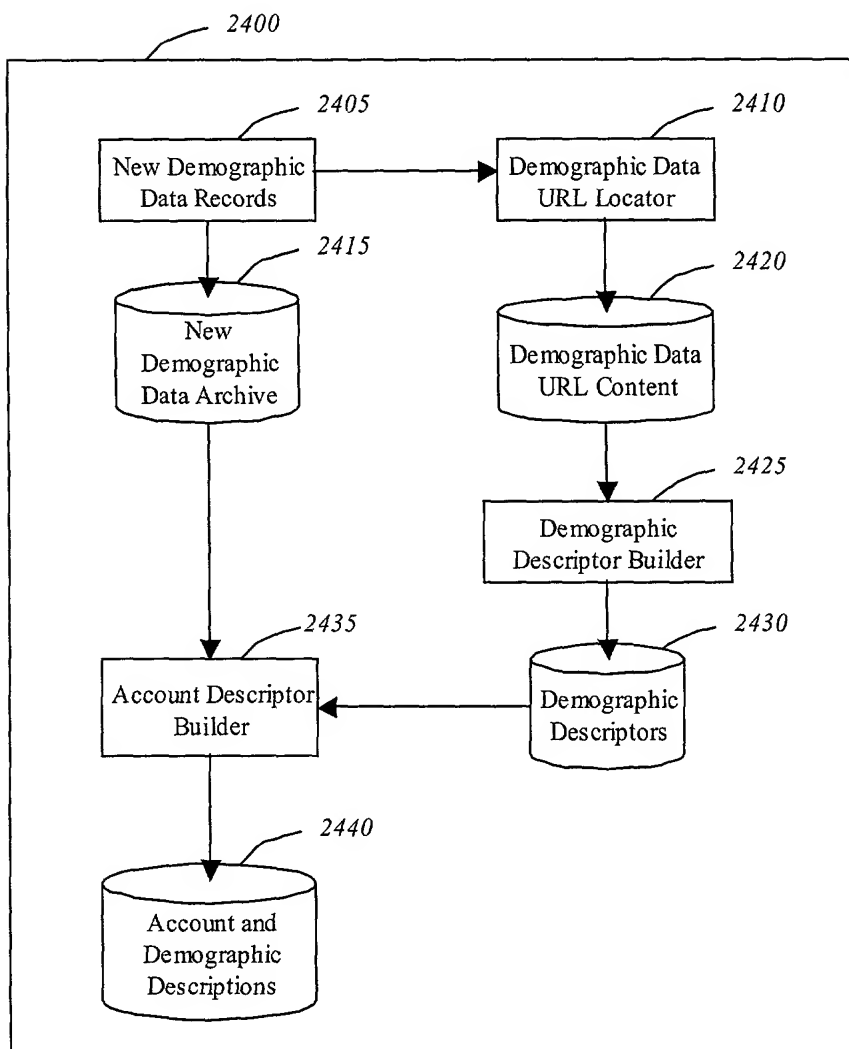 2400
2405
New Demographic
Data Records
2410
Demographic Data
URL Locator
2415
New
Demographic
Data Archive
2420
Demographic Data
URL Content
2425
Demographic
Descriptor Builder
2435
Account Descriptor
Builder
2430
Demographic
Descriptors
2440
Account and
Demographic
Descriptions